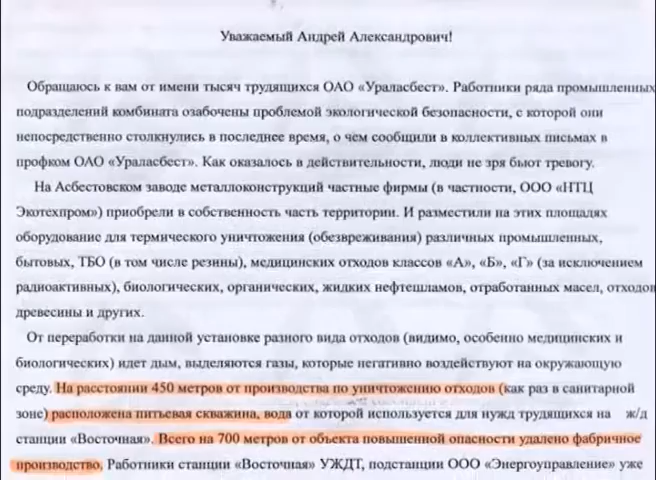 Уважаемый Андрей Александрович!
Обращаюсь к вам от имени тысяч трудящихся ОАО «Ураласбест». Работники ряда промышленных
подразделений комбината озабочены проблемой экологической безопасности, с которой они
непосредственно столкнулись в последнее время, о чем сообщили в коллективных письмах в
профком ОАО «Ураласбест». Как оказалось в действительности, люди не зря бьют тревогу.
На Асбестовском заводе металлоконструкций частные фирмы (в частности, ООО «НТЦ
Экотехпром») приобрели в собственность часть территории. И разместили на этих площадях
оборудование для термического уничтожения (обезвреживания) различных промышленных,
бытовых, ТБО (в том числе резины), медицинских отходов классов «А», «Б», «Г» (за исключением
радиоактивных), биологических, органических, жидких нефтешламов, отработанных масел, отходов
древесины и других.
От переработки на данной установке разного вида отходов (видимо, особенно медицинских и
биологических) идет дым, выделяются газы, которые негативно воздействуют на окружающую
среду. На расстоянии 450 метров от производства по уничтожению отходов (как раз в санитарной
зоне) расположена питьевая скважина, вода от которой используется для нужд трудящихся на ж/д
станции «Восточная». Всего на 700 метров от объекта повышенной опасности удалено фабричное
производство. Работники станции «Восточная» УЖДТ, подстанции ООО «Энергоуправление» уже